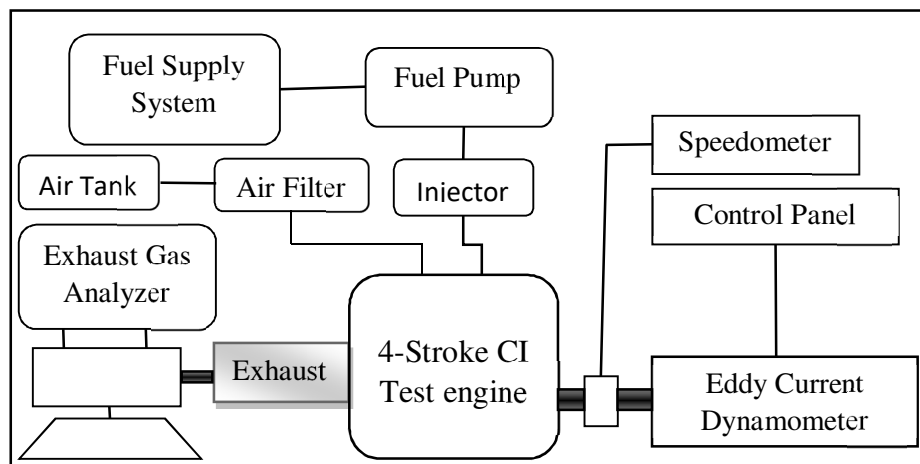 Fuel Supply
System
Fuel Pump
Speedometer
Air Tank
Air Filter
Injector
Control Panel
Exhaust Gas
Analyzer
4-Stroke CI
Test engine
Exhaust
Eddy Current
Dynamometer